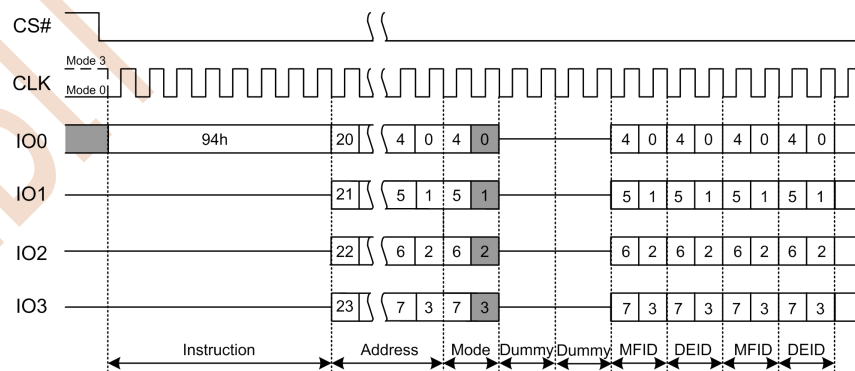 CS#
Mode 3
CLK
Mode 0
IO0 94h 20 4 0 4 0 4 0 4 0 4 0 4 0
IO1 21 5 1 5 1 5 1 5 1 5 1 5 1
IO2 22 6 2 6 2 6 2 6 2 6 2 6 2
IO3 23 7 3 7 3 7 3 7 3 7 3 7 3
Instruction Address Mode Dummy Dummy MFID DEID MFID DEID